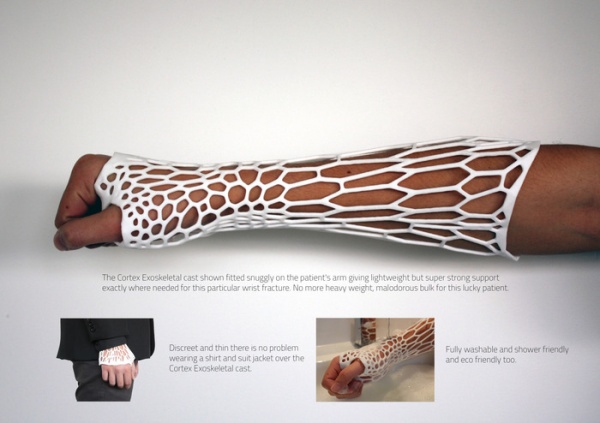 The Cortex Exoskeletal cast shown fitted snuggly on the patient's arm giving lightweight but super strong support
exactly where needed for this particular wrist fracture. No more heavy weight, malodorous bulk for this lucky patient.
Discreet and thin there is no problem
wearing a shirt and suit jacket over the
Cortex Exoskeletal cast.
Fully washable and shower friendly
and eco friendly too.